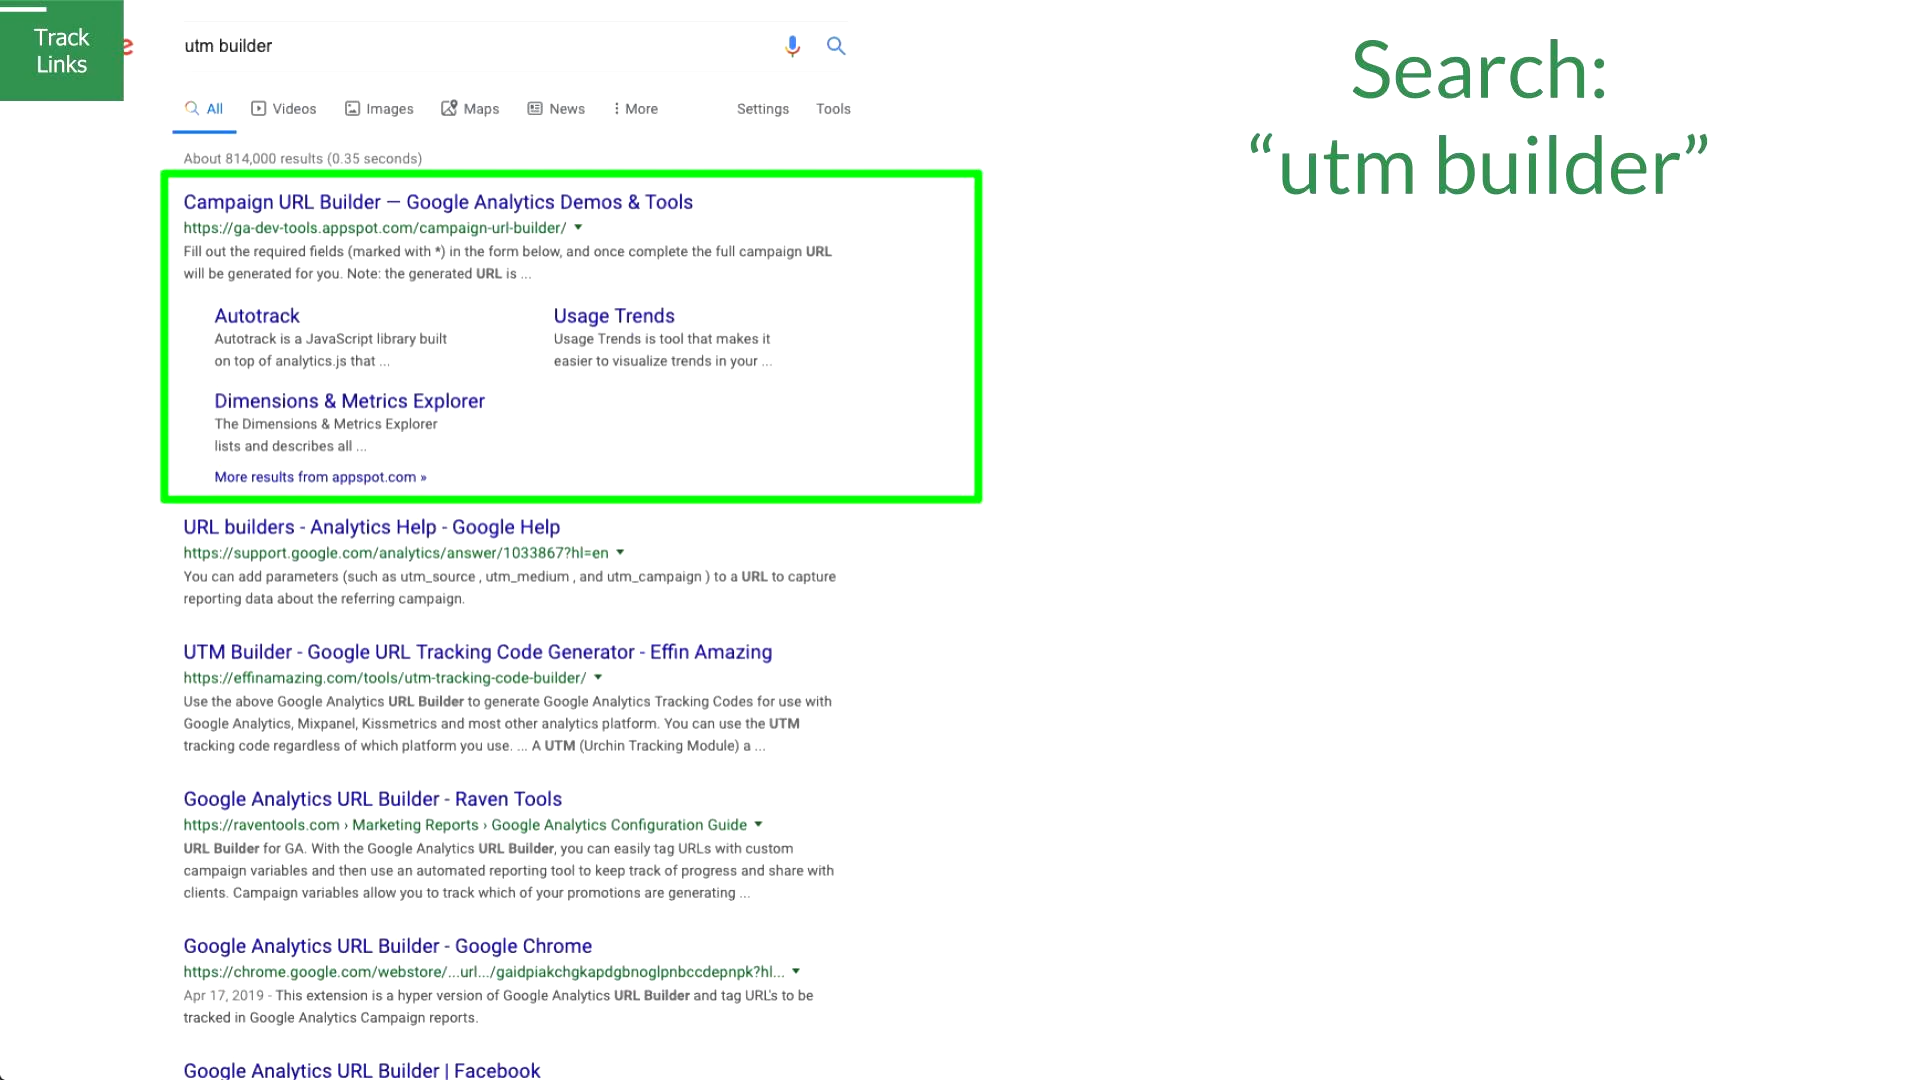 Track
Links
e
utm builder
All Videos Images Maps News More Settings Tools
About 814,000 results (0.35 seconds)
Campaign URL Builder — Google Analytics Demos & Tools
https://ga-dev-tools.appspot.com/campaign-url-builder/
Fill out the required fields (marked with *) in the form below, and once complete the full campaign URL
will be generated for you. Note: the generated URL is ...
Autotrack
Autotrack is a JavaScript library built
on top of analytics.js that ...
Usage Trends
Usage Trends is tool that makes it
easier to visualize trends in your ...
Dimensions & Metrics Explorer
The Dimensions & Metrics Explorer
lists and describes all ...
More results from appspot.com »
URL builders - Analytics Help - Google Help
https://support.google.com/analytics/answer/1033867?hl=en
You can add parameters (such as utm_source , utm_medium , and utm_campaign ) to a URL to capture
reporting data about the referring campaign.
UTM Builder - Google URL Tracking Code Generator - Effin Amazing
https://effinamazing.com/tools/utm-tracking-code-builder/
Use the above Google Analytics URL Builder to generate Google Analytics Tracking Codes for use with
Google Analytics, Mixpanel, Kissmetrics and most other analytics platform. You can use the UTM
tracking code regardless of which platform you use. ... A UTM (Urchin Tracking Module) a ...
Google Analytics URL Builder - Raven Tools
https://raventools.com › Marketing Reports › Google Analytics Configuration Guide
URL Builder for GA. With the Google Analytics URL Builder, you can easily tag URLs with custom
campaign variables and then use an automated reporting tool to keep track of progress and share with
clients. Campaign variables allow you to track which of your promotions are generating ...
Google Analytics URL Builder - Google Chrome
https://chrome.google.com/webstore/...url.../gaidpiakchgkapdgbnoglpnbccdepnpk?hl...
Apr 17, 2019 - This extension is a hyper version of Google Analytics URL Builder and tag URL's to be
tracked in Google Analytics Campaign reports.
Google Analytics URL Builder | Facebook
Search:
“utm builder”